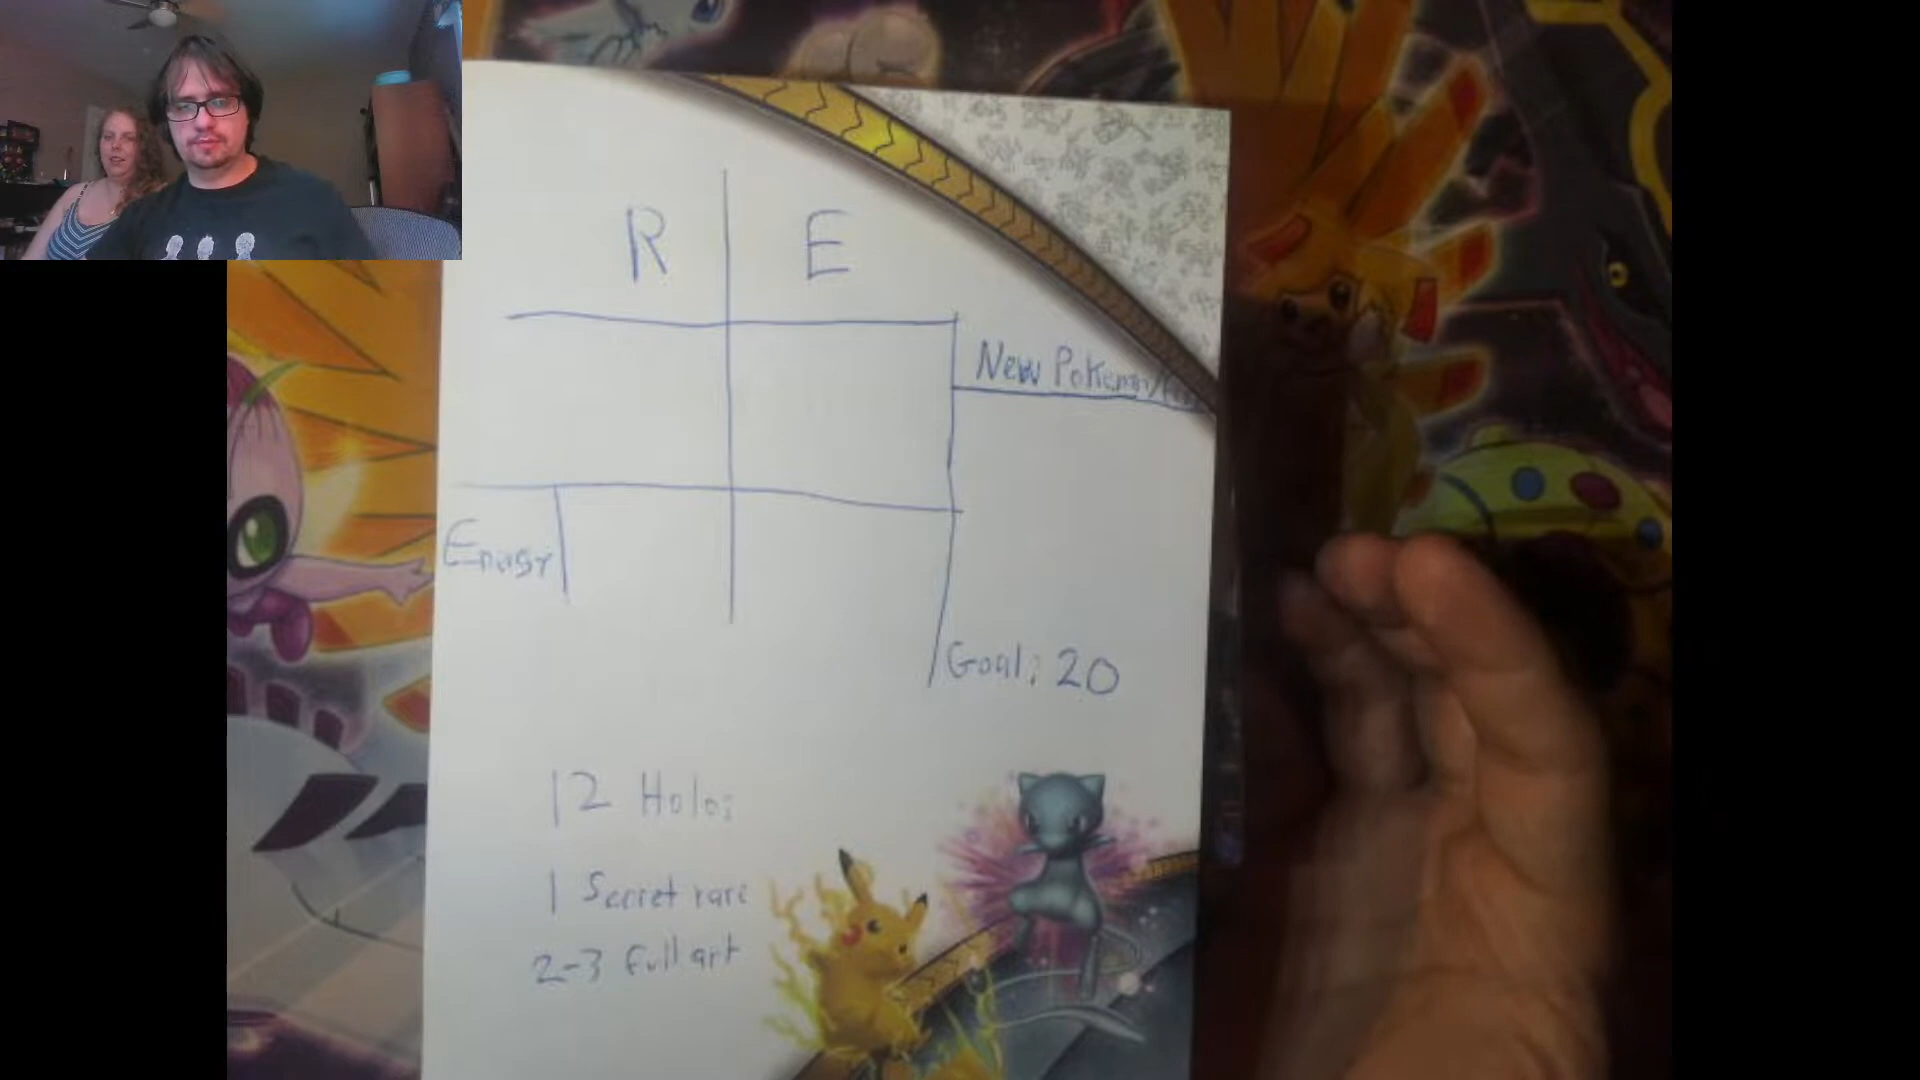 R E
New Pokemon/
Energy
Goal: 20
12 Holo:
1 Secret rare
2-3 full art